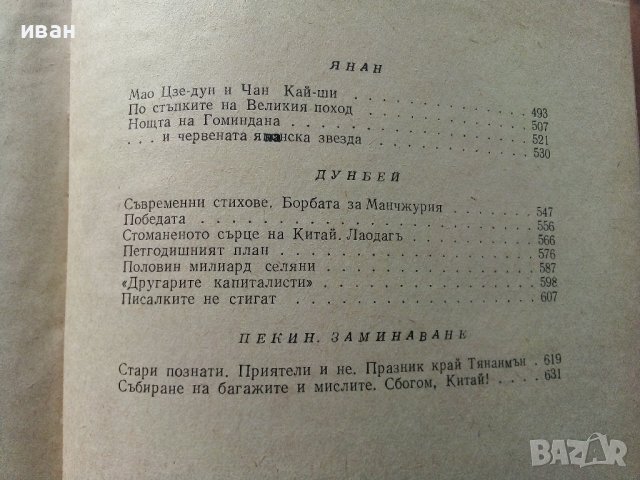 иван
ЯНАН
Мао Цзе-дун и Чан Кай-ши . . . . . . . . . . . . 493
По стъпките на Великия поход . . . . . . . . . . . 507
Нощта на Гоминдана . . . . . . . . . . . . . . . 521
. . . и червената янанска звезда . . . . . . . . . . 530
ДУНБЕЙ
Съвременни стихове. Борбата за Манчжурия . . . . . . 547
Победата . . . . . . . . . . . . . . . . . . . 556
Стоманеното сърце на Китай. Лаодагъ . . . . . . . . 566
Петгодишният план . . . . . . . . . . . . . . . 576
Половин милиард селяни . . . . . . . . . . . . . 587
«Другарите капиталисти» . . . . . . . . . . . . . 598
Писалките не стигат . . . . . . . . . . . . . . 607
ПЕКИН. ЗАМИНАВАНЕ
Стари познати. Приятели и не. Празник край Тянанмън . 619
Събиране на багажите и мислите. Сбогом, Китай! . . . . 631
BAZAR